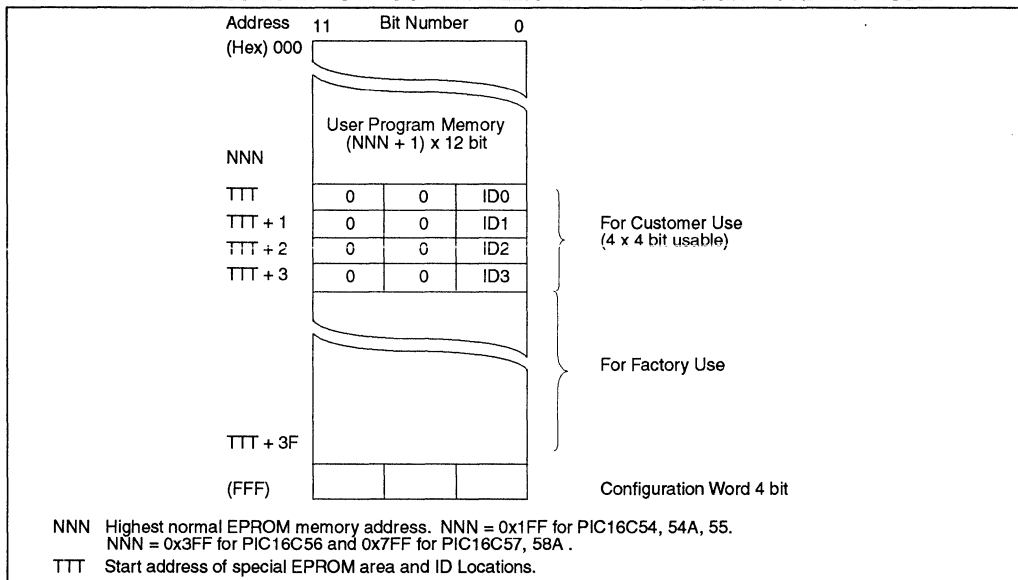 Address 11 Bit Number 0
(Hex) 000
User Program Memory
(NNN + 1) x 12 bit
NNN
TTT 0 0 ID0
TTT + 1 0 0 ID1
TTT + 2 0 0 ID2
TTT + 3 0 0 ID3
For Customer Use
(4 x 4 bit usable)
For Factory Use
TTT + 3F
(FFF) Configuration Word 4 bit
NNN Highest normal EPROM memory address. NNN = 0x1FF for PIC16C54, 54A, 55.
NNN = 0x3FF for PIC16C56 and 0x7FF for PIC16C57, 58A .
TTT Start address of special EPROM area and ID Locations.